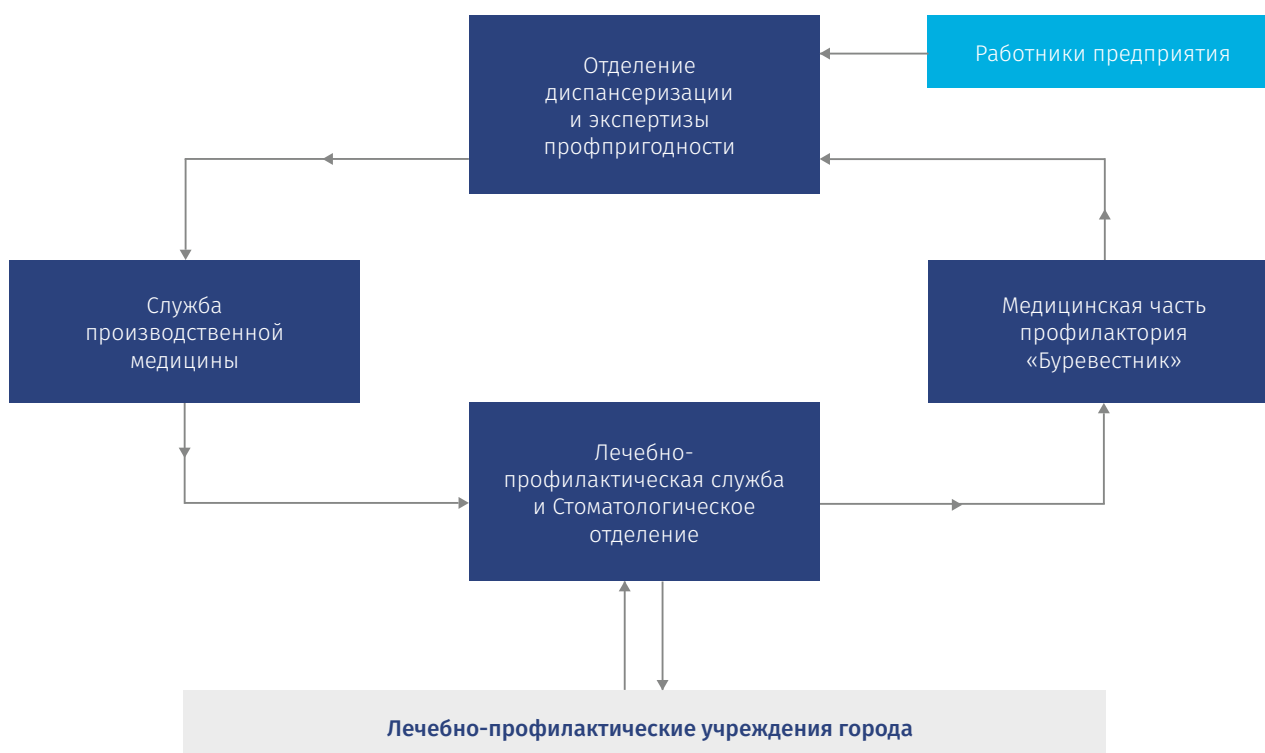 Отделение
диспансеризации
и экспертизы
профпригодности
Работники предприятия
Служба
производственной
медицины
Медицинская часть
профилактория
«Буревестник»
Лечебно-
профилактическая служба
и Стоматологическое
отделение
Лечебно-профилактические учреждения города